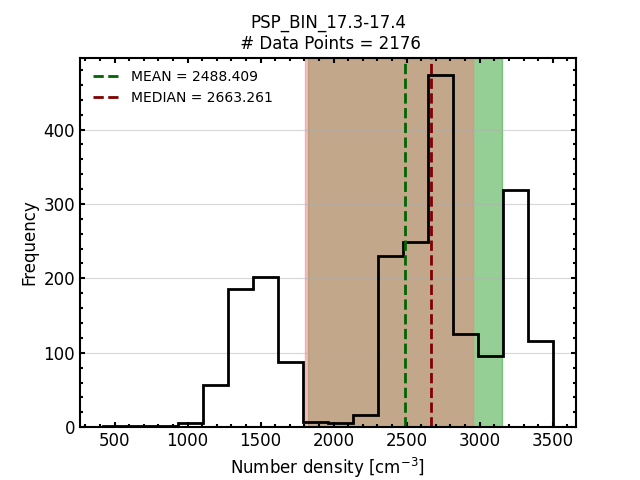 PSP_BIN_17.3-17.4
# Data Points = 2176
MEAN = 2488.409
MEDIAN = 2663.261
Frequency
400
300
200
100
0
500 1000 1500 2000 2500 3000 3500
Number density [cm⁻³]